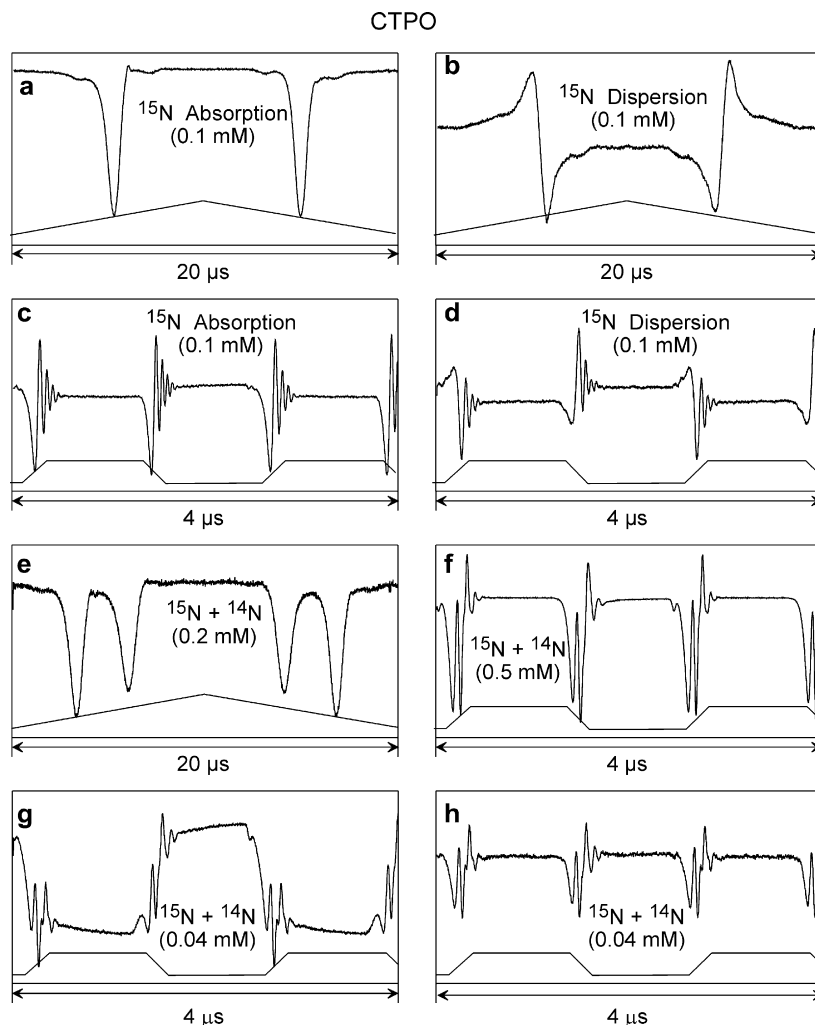 CTPO
a
¹⁵N Absorption
(0.1 mM)
20 µs
b
¹⁵N Dispersion
(0.1 mM)
20 µs
c
¹⁵N Absorption
(0.1 mM)
4 µs
d
¹⁵N Dispersion
(0.1 mM)
4 µs
e
¹⁵N + ¹⁴N
(0.2 mM)
20 µs
f
¹⁵N + ¹⁴N
(0.5 mM)
4 µs
g
¹⁵N + ¹⁴N
(0.04 mM)
4 µs
h
¹⁵N + ¹⁴N
(0.04 mM)
4 µs